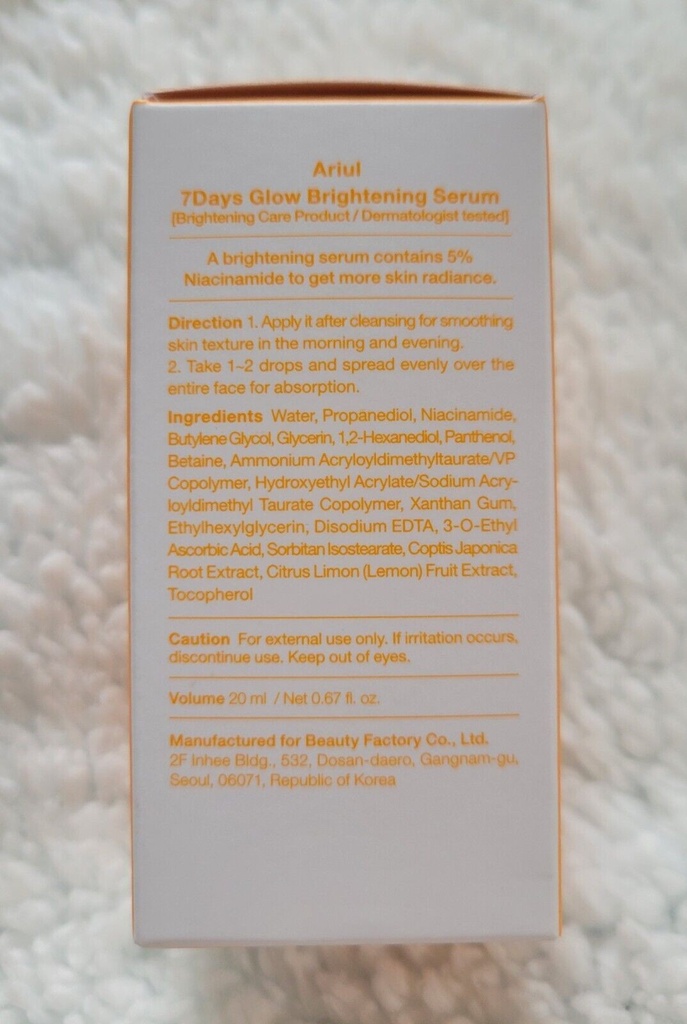 Ariul
7Days Glow Brightening Serum
[Brightening Care Product / Dermatologist tested]
A brightening serum contains 5%
Niacinamide to get more skin radiance.
Direction 1. Apply it after cleansing for smoothing
skin texture in the morning and evening.
2. Take 1~2 drops and spread evenly over the
entire face for absorption.
Ingredients Water, Propanediol, Niacinamide,
Butylene Glycol, Glycerin, 1,2-Hexanediol, Panthenol,
Betaine, Ammonium Acryloyldimethyltaurate/VP
Copolymer, Hydroxyethyl Acrylate/Sodium Acry-
loyldimethyl Taurate Copolymer, Xanthan Gum,
Ethylhexylglycerin, Disodium EDTA, 3-O-Ethyl
Ascorbic Acid, Sorbitan Isostearate, Coptis Japonica
Root Extract, Citrus Limon (Lemon) Fruit Extract,
Tocopherol
Caution For external use only. If irritation occurs,
discontinue use. Keep out of eyes.
Volume 20 ml / Net 0.67 fl. oz.
Manufactured for Beauty Factory Co., Ltd.
2F Inhee Bldg., 532, Dosan-daero, Gangnam-gu,
Seoul, 06071, Republic of Korea